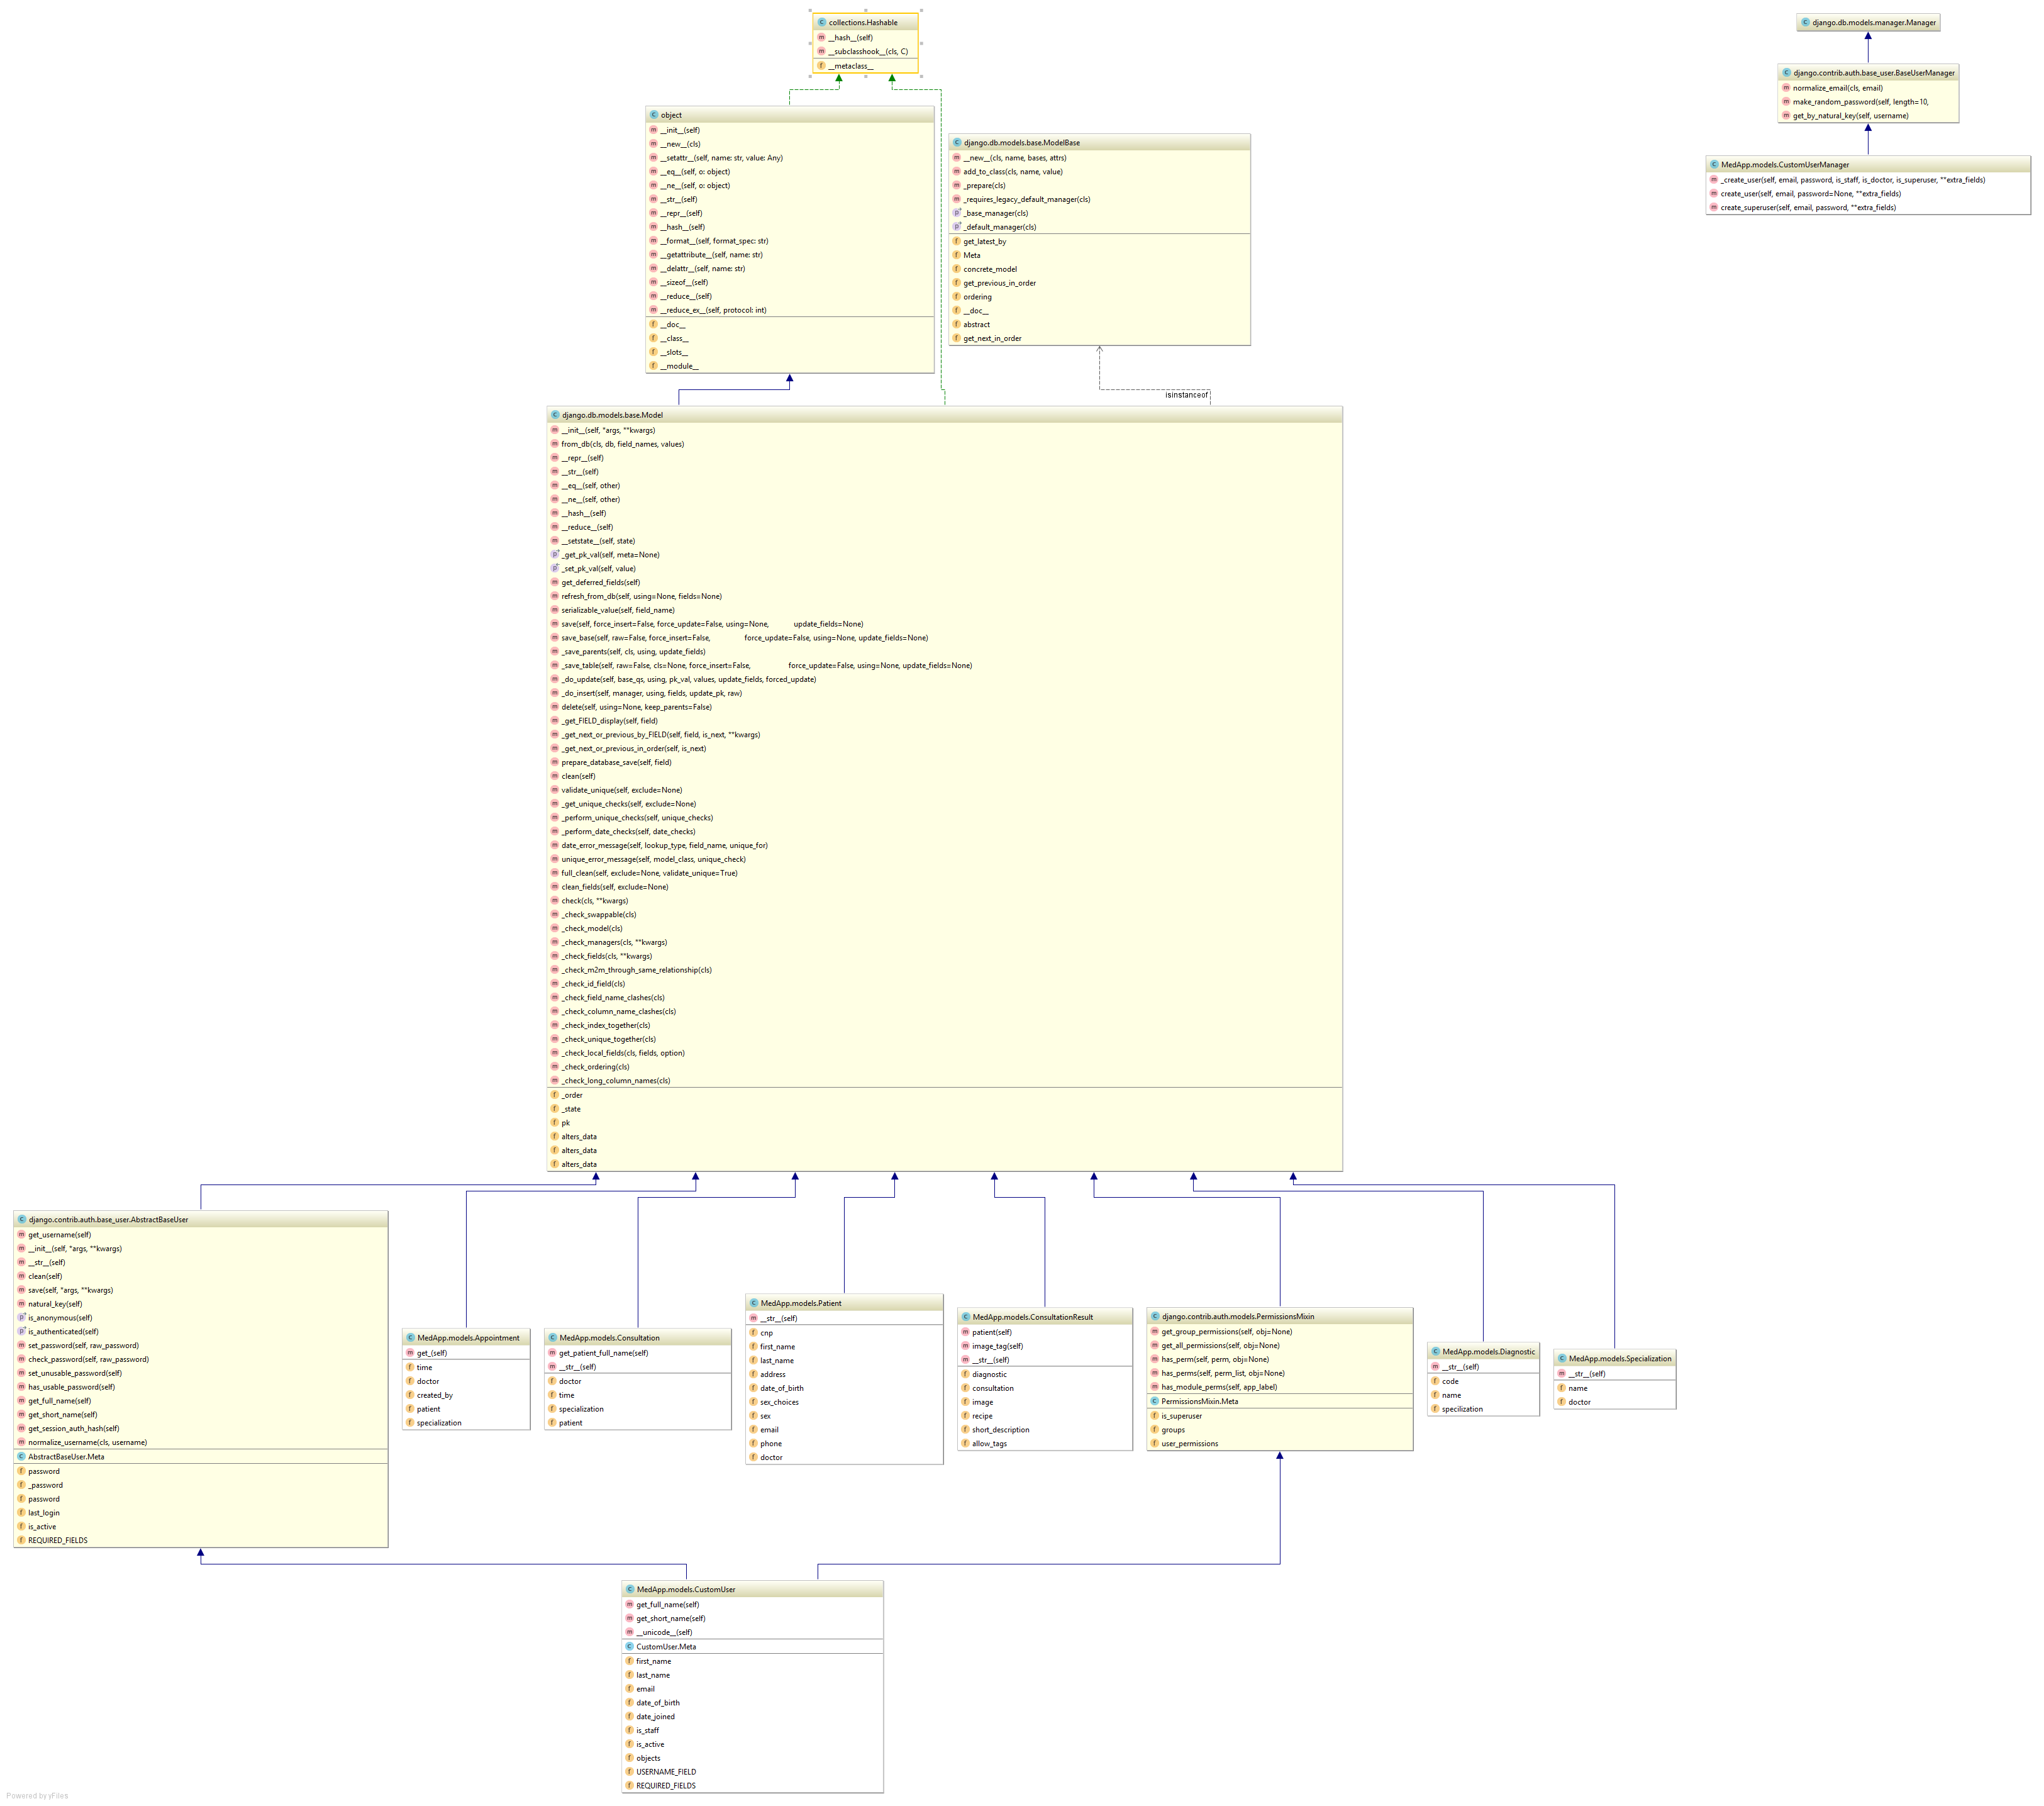 collections.Hashable
__hash__(self)
__subclasshook__(cls, C)
__metaclass__
django.db.models.manager.Manager
django.contrib.auth.base_user.BaseUserManager
normalize_email(cls, email)
make_random_password(self, length=10,
get_by_natural_key(self, username)
MedApp.models.CustomUserManager
_create_user(self, email, password, is_staff, is_doctor, is_superuser, **extra_fields)
create_user(self, email, password=None, **extra_fields)
create_superuser(self, email, password, **extra_fields)
object
__init__(self)
__new__(cls)
__setattr__(self, name: str, value: Any)
__eq__(self, o: object)
__ne__(self, o: object)
__str__(self)
__repr__(self)
__hash__(self)
__format__(self, format_spec: str)
__getattribute__(self, name: str)
__delattr__(self, name: str)
__sizeof__(self)
__reduce__(self)
__reduce_ex__(self, protocol: int)
__doc__
__class__
__slots__
__module__
django.db.models.base.ModelBase
__new__(cls, name, bases, attrs)
add_to_class(cls, name, value)
_prepare(cls)
_requires_legacy_default_manager(cls)
_base_manager(cls)
_default_manager(cls)
get_latest_by
Meta
concrete_model
get_previous_in_order
ordering
__doc__
abstract
get_next_in_order
isinstanceof
django.db.models.base.Model
__init__(self, *args, **kwargs)
from_db(cls, db, field_names, values)
__repr__(self)
__str__(self)
__eq__(self, other)
__ne__(self, other)
__hash__(self)
__reduce__(self)
__setstate__(self, state)
_get_pk_val(self, meta=None)
_set_pk_val(self, value)
get_deferred_fields(self)
refresh_from_db(self, using=None, fields=None)
serializable_value(self, field_name)
save(self, force_insert=False, force_update=False, using=None, update_fields=None)
save_base(self, raw=False, force_insert=False, force_update=False, using=None, update_fields=None)
_save_parents(self, cls, using, update_fields)
_save_table(self, raw=False, cls=None, force_insert=False, force_update=False, using=None, update_fields=None)
_do_update(self, base_qs, using, pk_val, values, update_fields, forced_update)
_do_insert(self, manager, using, fields, update_pk, raw)
delete(self, using=None, keep_parents=False)
_get_FIELD_display(self, field)
_get_next_or_previous_by_FIELD(self, field, is_next, **kwargs)
_get_next_or_previous_in_order(self, is_next)
prepare_database_save(self, field)
clean(self)
validate_unique(self, exclude=None)
_get_unique_checks(self, exclude=None)
_perform_unique_checks(self, unique_checks)
_perform_date_checks(self, date_checks)
date_error_message(self, lookup_type, field_name, unique_for)
unique_error_message(self, model_class, unique_check)
full_clean(self, exclude=None, validate_unique=True)
clean_fields(self, exclude=None)
check(cls, **kwargs)
_check_swappable(cls)
_check_model(cls)
_check_managers(cls, **kwargs)
_check_fields(cls, **kwargs)
_check_m2m_through_same_relationship(cls)
_check_id_field(cls)
_check_field_name_clashes(cls)
_check_column_name_clashes(cls)
_check_index_together(cls)
_check_unique_together(cls)
_check_local_fields(cls, fields, option)
_check_ordering(cls)
_check_long_column_names(cls)
_order
_state
pk
alters_data
alters_data
alters_data
django.contrib.auth.base_user.AbstractBaseUser
get_username(self)
__init__(self, *args, **kwargs)
__str__(self)
clean(self)
save(self, *args, **kwargs)
natural_key(self)
is_anonymous(self)
is_authenticated(self)
set_password(self, raw_password)
check_password(self, raw_password)
set_unusable_password(self)
has_usable_password(self)
get_full_name(self)
get_short_name(self)
get_session_auth_hash(self)
normalize_username(cls, username)
AbstractBaseUser.Meta
password
_password
password
last_login
is_active
REQUIRED_FIELDS
MedApp.models.Appointment
get_(self)
time
doctor
created_by
patient
specialization
MedApp.models.Consultation
get_patient_full_name(self)
__str__(self)
doctor
time
specialization
patient
MedApp.models.Patient
__str__(self)
cnp
first_name
last_name
address
date_of_birth
sex_choices
sex
email
phone
doctor
MedApp.models.ConsultationResult
patient(self)
image_tag(self)
__str__(self)
diagnostic
consultation
image
recipe
short_description
allow_tags
django.contrib.auth.models.PermissionsMixin
get_group_permissions(self, obj=None)
get_all_permissions(self, obj=None)
has_perm(self, perm, obj=None)
has_perms(self, perm_list, obj=None)
has_module_perms(self, app_label)
PermissionsMixin.Meta
is_superuser
groups
user_permissions
MedApp.models.Diagnostic
__str__(self)
code
name
specilization
MedApp.models.Specialization
__str__(self)
name
doctor
MedApp.models.CustomUser
get_full_name(self)
get_short_name(self)
__unicode__(self)
CustomUser.Meta
first_name
last_name
email
date_of_birth
date_joined
is_staff
is_active
objects
USERNAME_FIELD
REQUIRED_FIELDS
Powered by yFiles